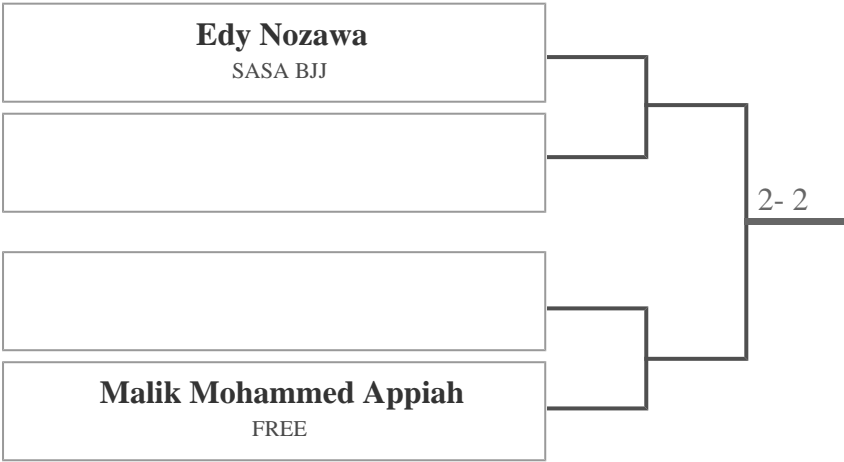 Edy Nozawa
SASA BJJ
2- 2
Malik Mohammed Appiah
FREE